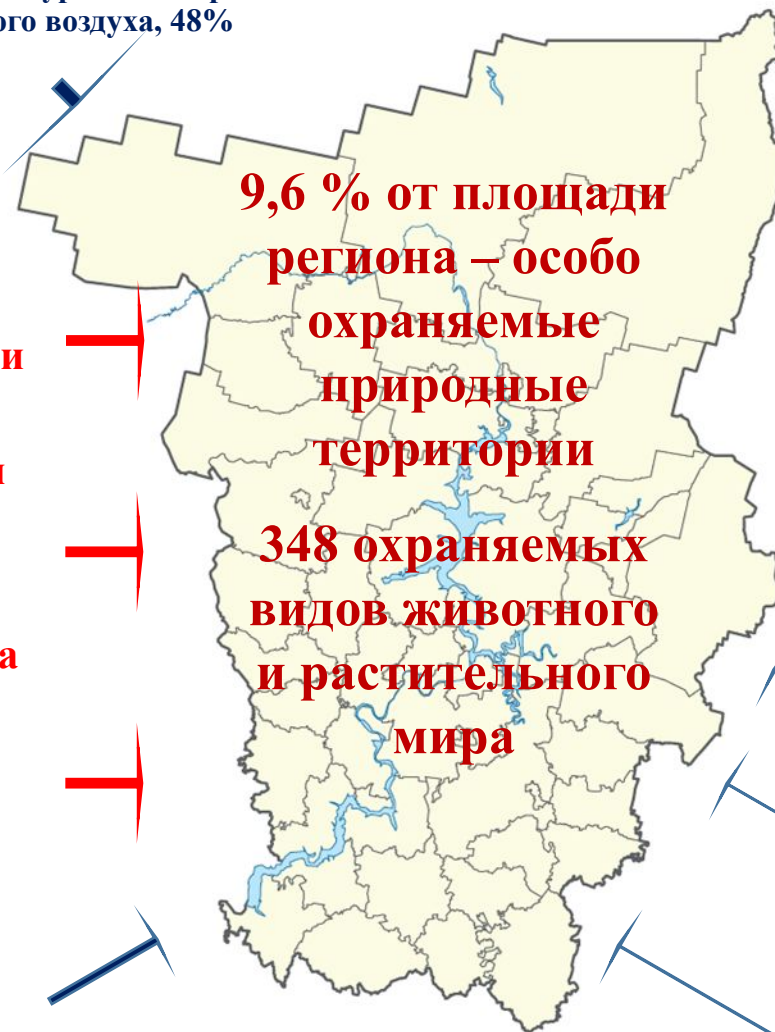 ого воздуха, 48%
9,6 % от площади
региона – особо
охраняемые
природные
территории
и
348 охраняемых
видов животного
и растительного
мира
а